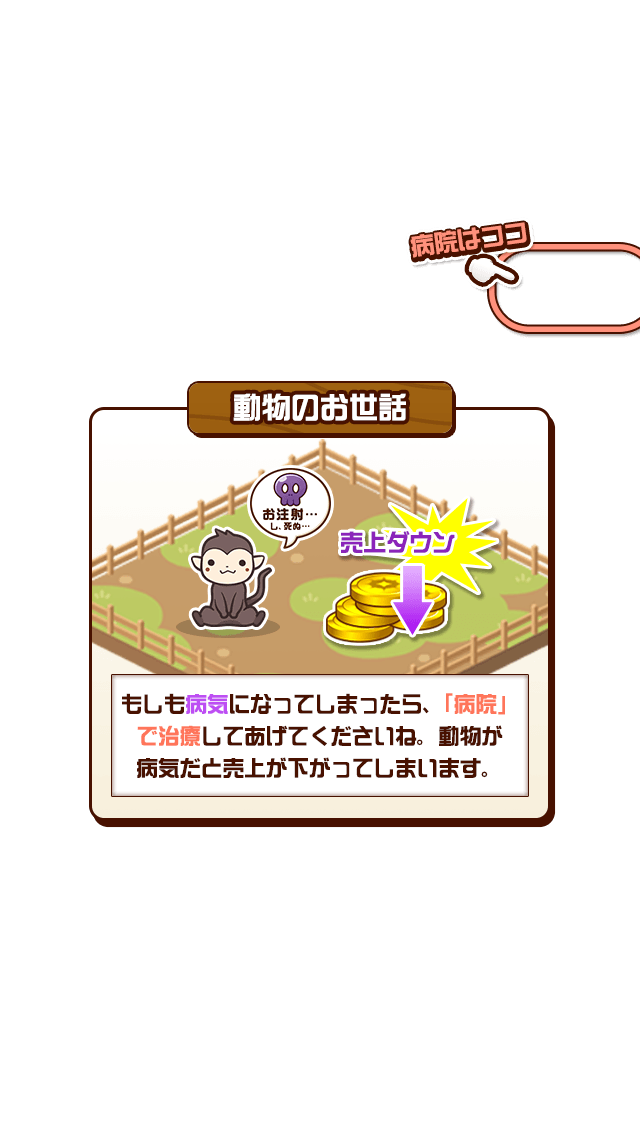 病院はココ
動物のお世話
お注射…
し、死ぬ…
売上ダウン
もしも病気になってしまったら、「病院」
で治療してあげてくださいね。動物が
病気だと売上が下がってしまいます。